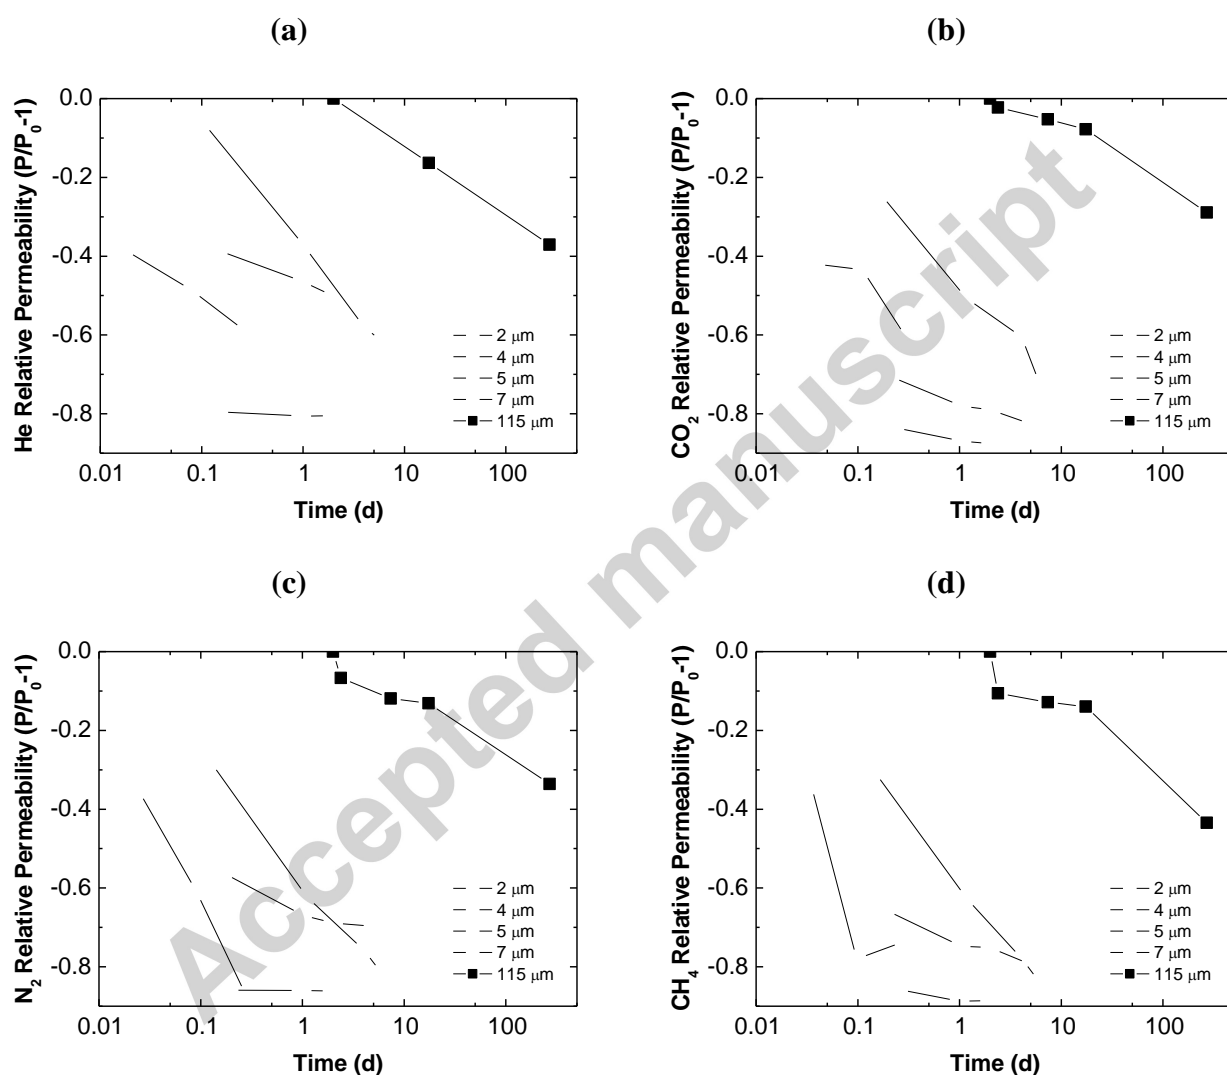 (a)
(b)
He Relative Permeability (P/P0-1)
0.0
-0.2
-0.4
-0.6
-0.8
0.01 0.1 1 10 100
Time (d)
2 μm
4 μm
5 μm
7 μm
115 μm
CO2 Relative Permeability (P/P0-1)
0.0
-0.2
-0.4
-0.6
-0.8
0.01 0.1 1 10 100
Time (d)
2 μm
4 μm
5 μm
7 μm
115 μm
(c)
(d)
N2 Relative Permeability (P/P0-1)
0.0
-0.2
-0.4
-0.6
-0.8
0.01 0.1 1 10 100
Time (d)
2 μm
4 μm
5 μm
7 μm
115 μm
CH4 Relative Permeability (P/P0-1)
0.0
-0.2
-0.4
-0.6
-0.8
0.01 0.1 1 10 100
Time (d)
2 μm
4 μm
5 μm
7 μm
115 μm
Accepted manuscript